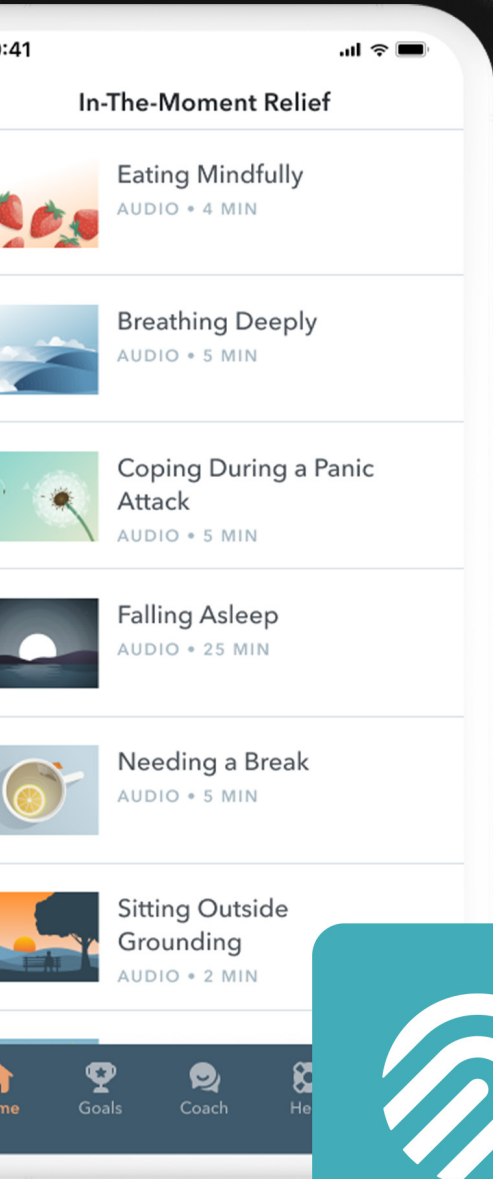 :41
In-The-Moment Relief
Eating Mindfully
AUDIO • 4 MIN
Breathing Deeply
AUDIO • 5 MIN
Coping During a Panic
Attack
AUDIO • 5 MIN
Falling Asleep
AUDIO • 25 MIN
Needing a Break
AUDIO • 5 MIN
Sitting Outside
Grounding
AUDIO • 2 MIN
me Goals Coach He